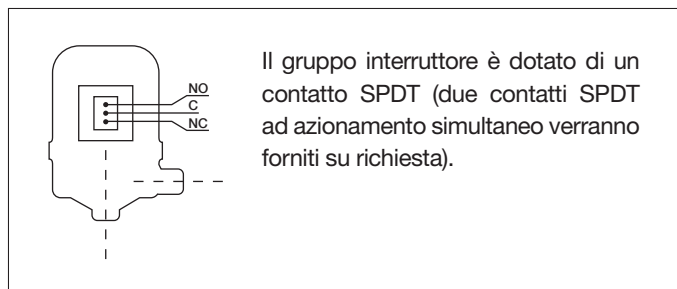 NO
C
NC
Il gruppo interruttore è dotato di un
contatto SPDT (due contatti SPDT
ad azionamento simultaneo verranno
forniti su richiesta).